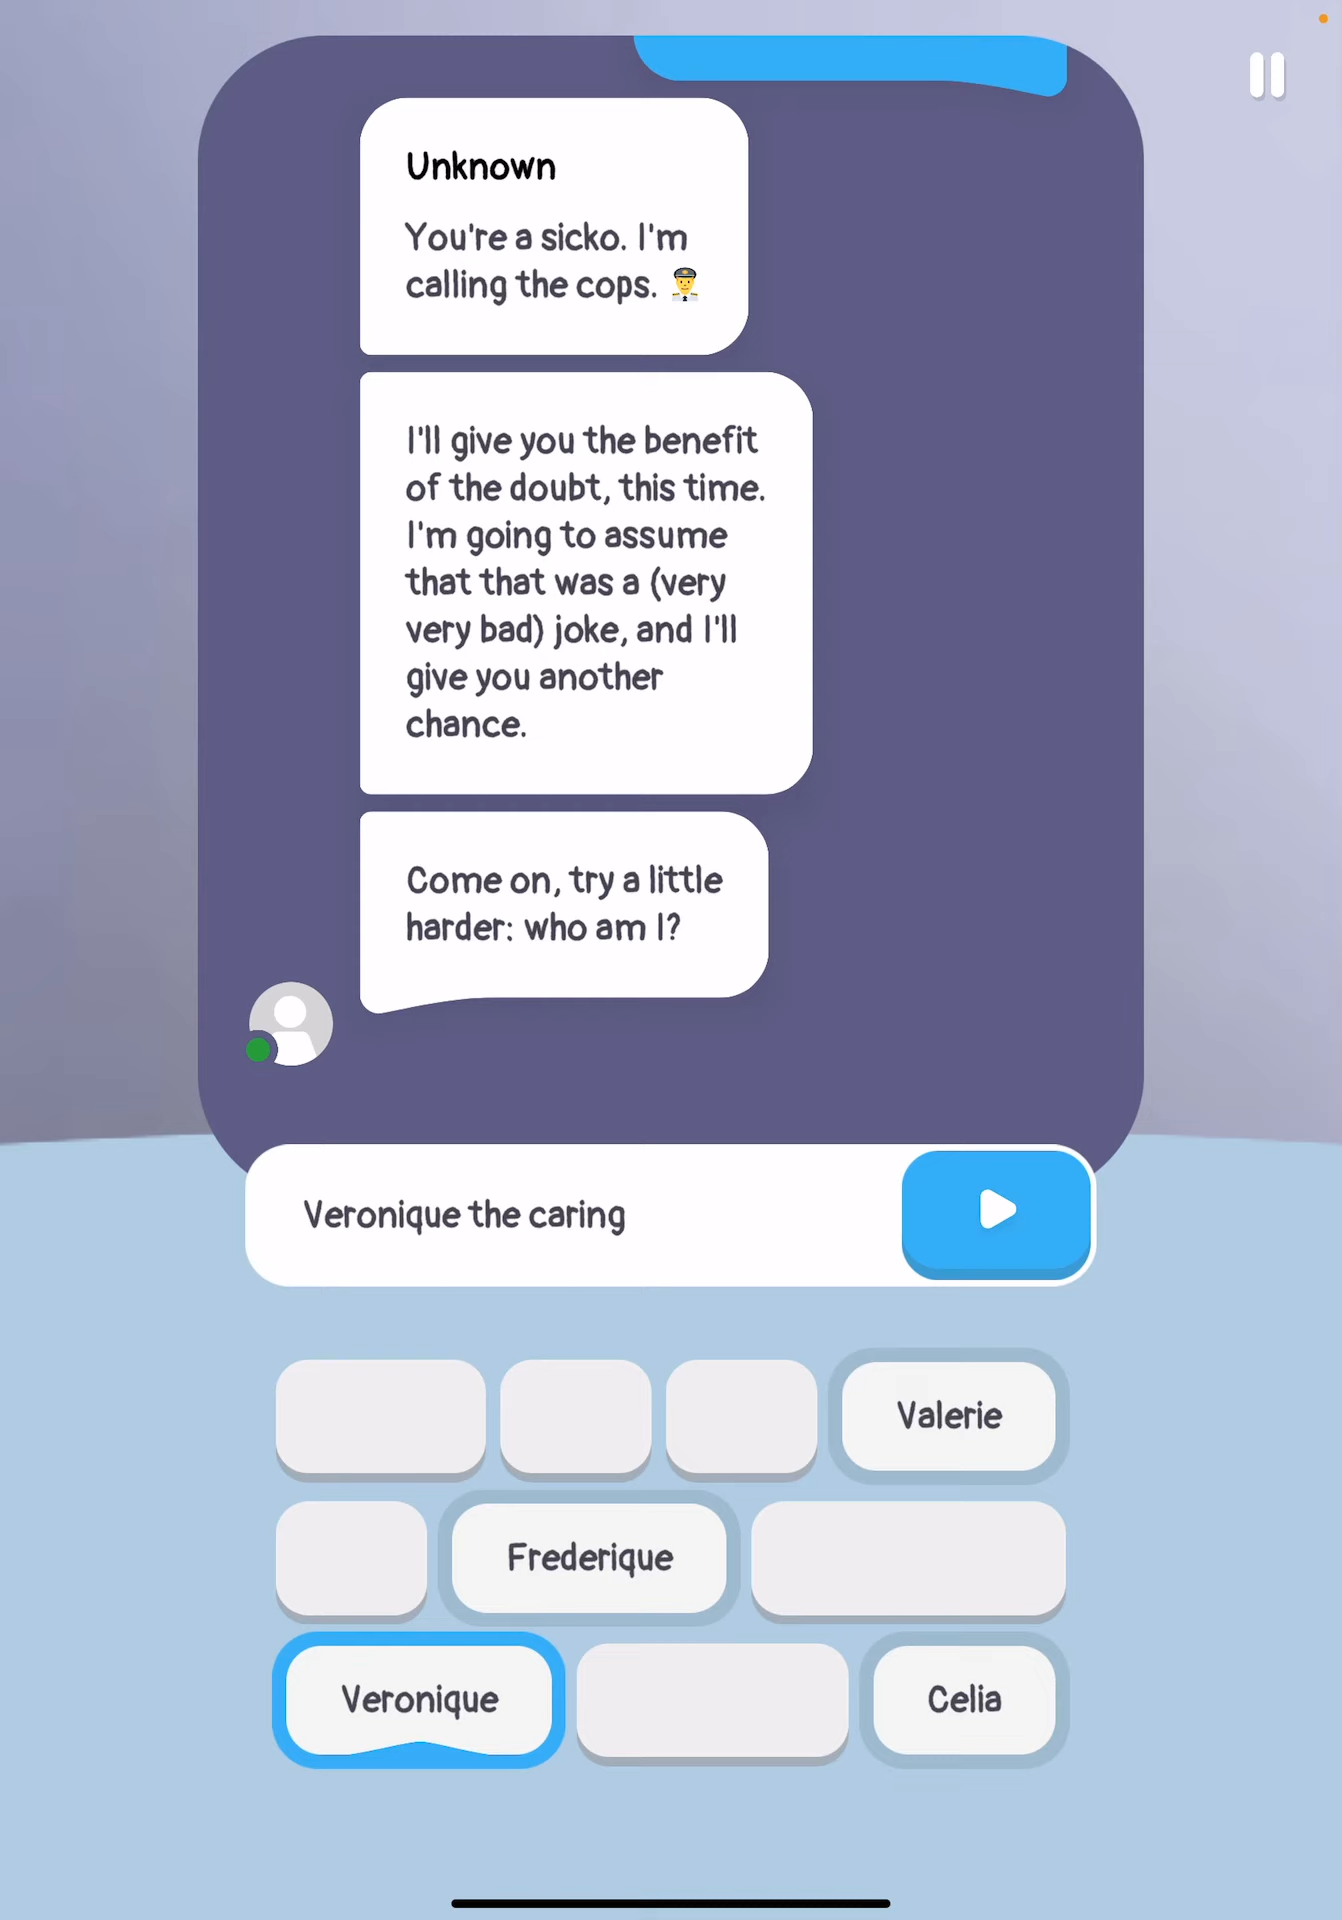 Unknown
You're a sicko. I'm
calling the cops.
I'll give you the benefit
of the doubt, this time.
I'm going to assume
that that was a (very
very bad) joke, and I'll
give you another
chance.
Come on, try a little
harder: who am I?
Veronique the caring
Valerie
Frederique
Veronique
Celia